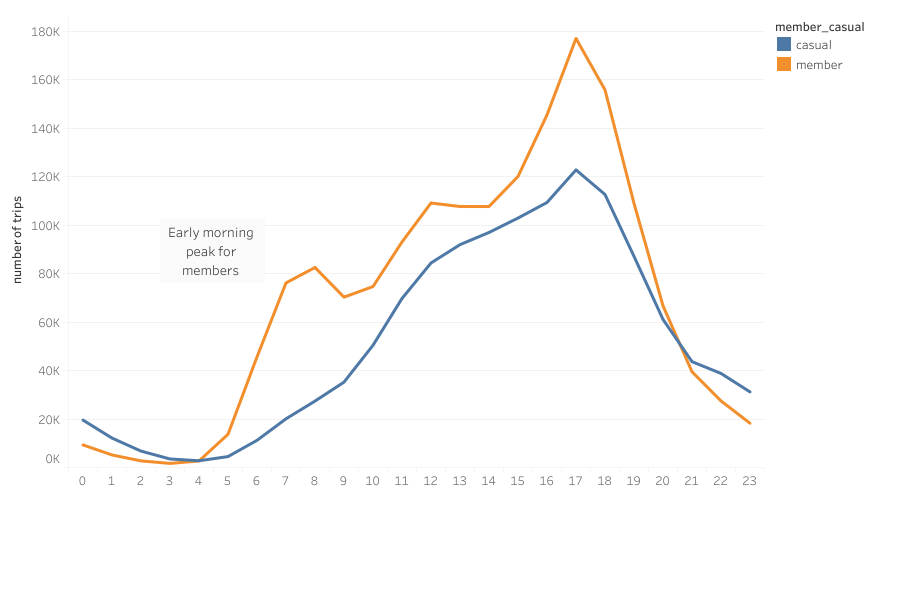 member_casual
casual
member
180K
160K
140K
120K
100K
80K
60K
40K
20K
0K
number of trips
Early morning
peak for
members
0 1 2 3 4 5 6 7 8 9 10 11 12 13 14 15 16 17 18 19 20 21 22 23